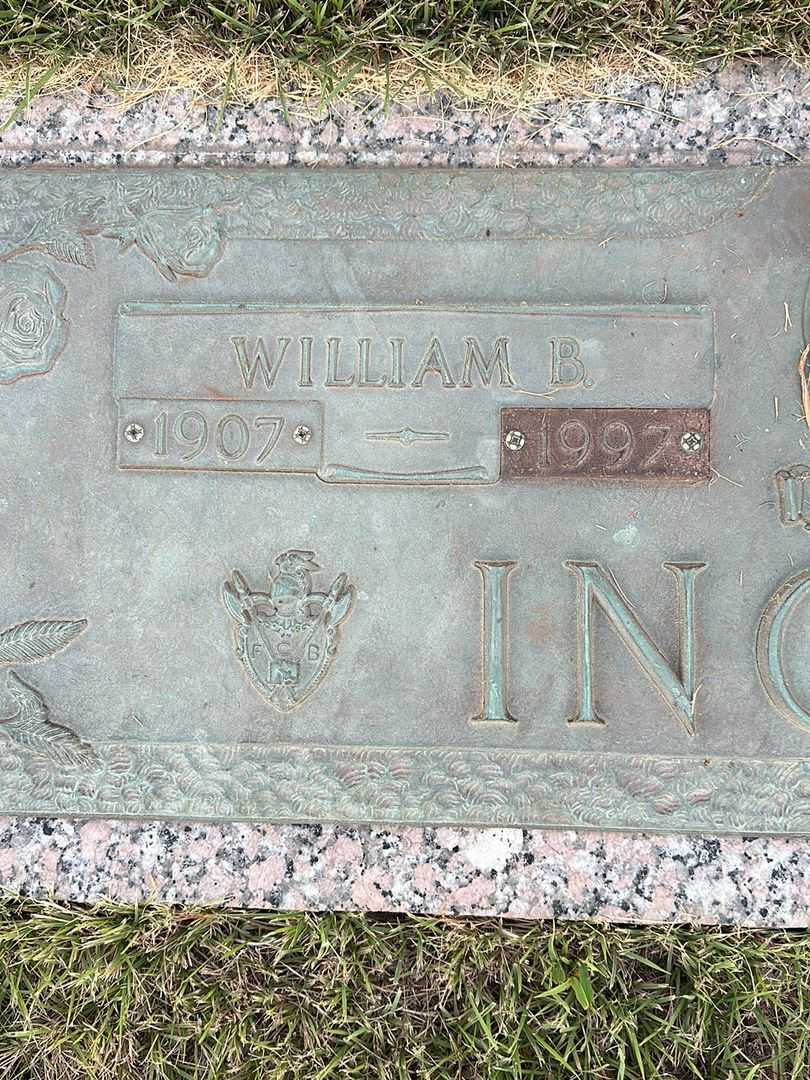 WILLIAM B.
1907 1997
F C B
IN